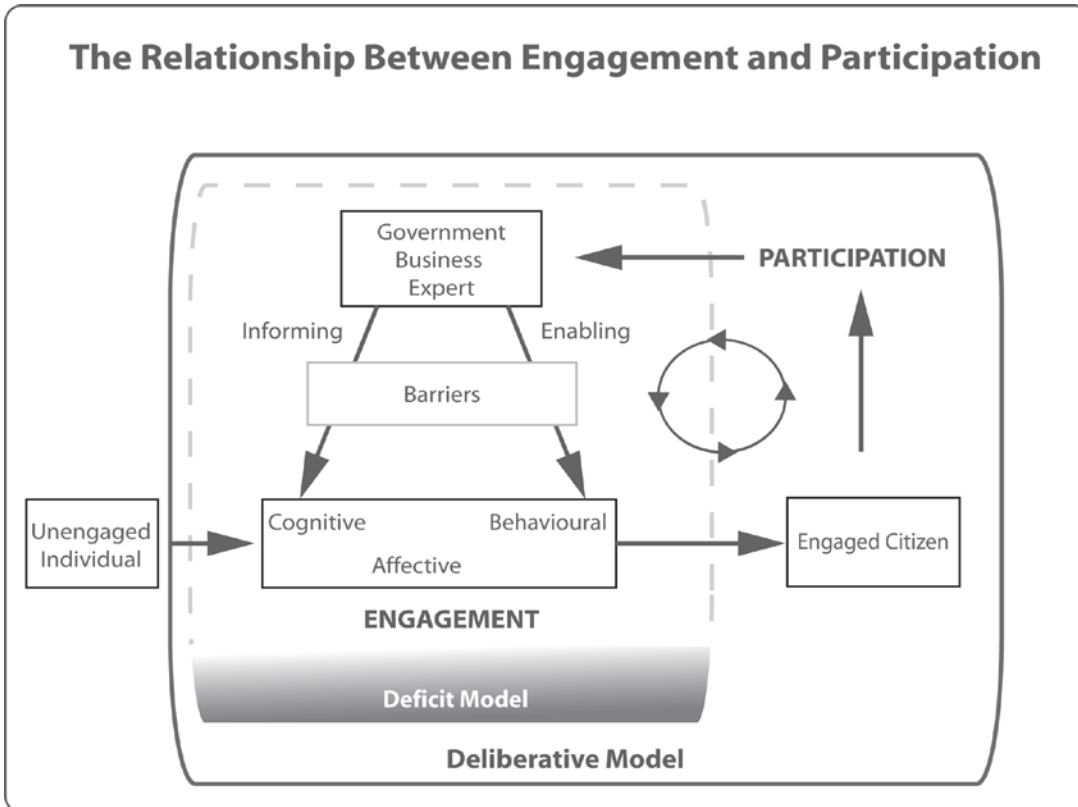 The Relationship Between Engagement and Participation
Government
Business
Expert
PARTICIPATION
Informing
Enabling
Barriers
Cognitive
Behavioural
Affective
Unengaged
Individual
Engaged Citizen
ENGAGEMENT
Deficit Model
Deliberative Model